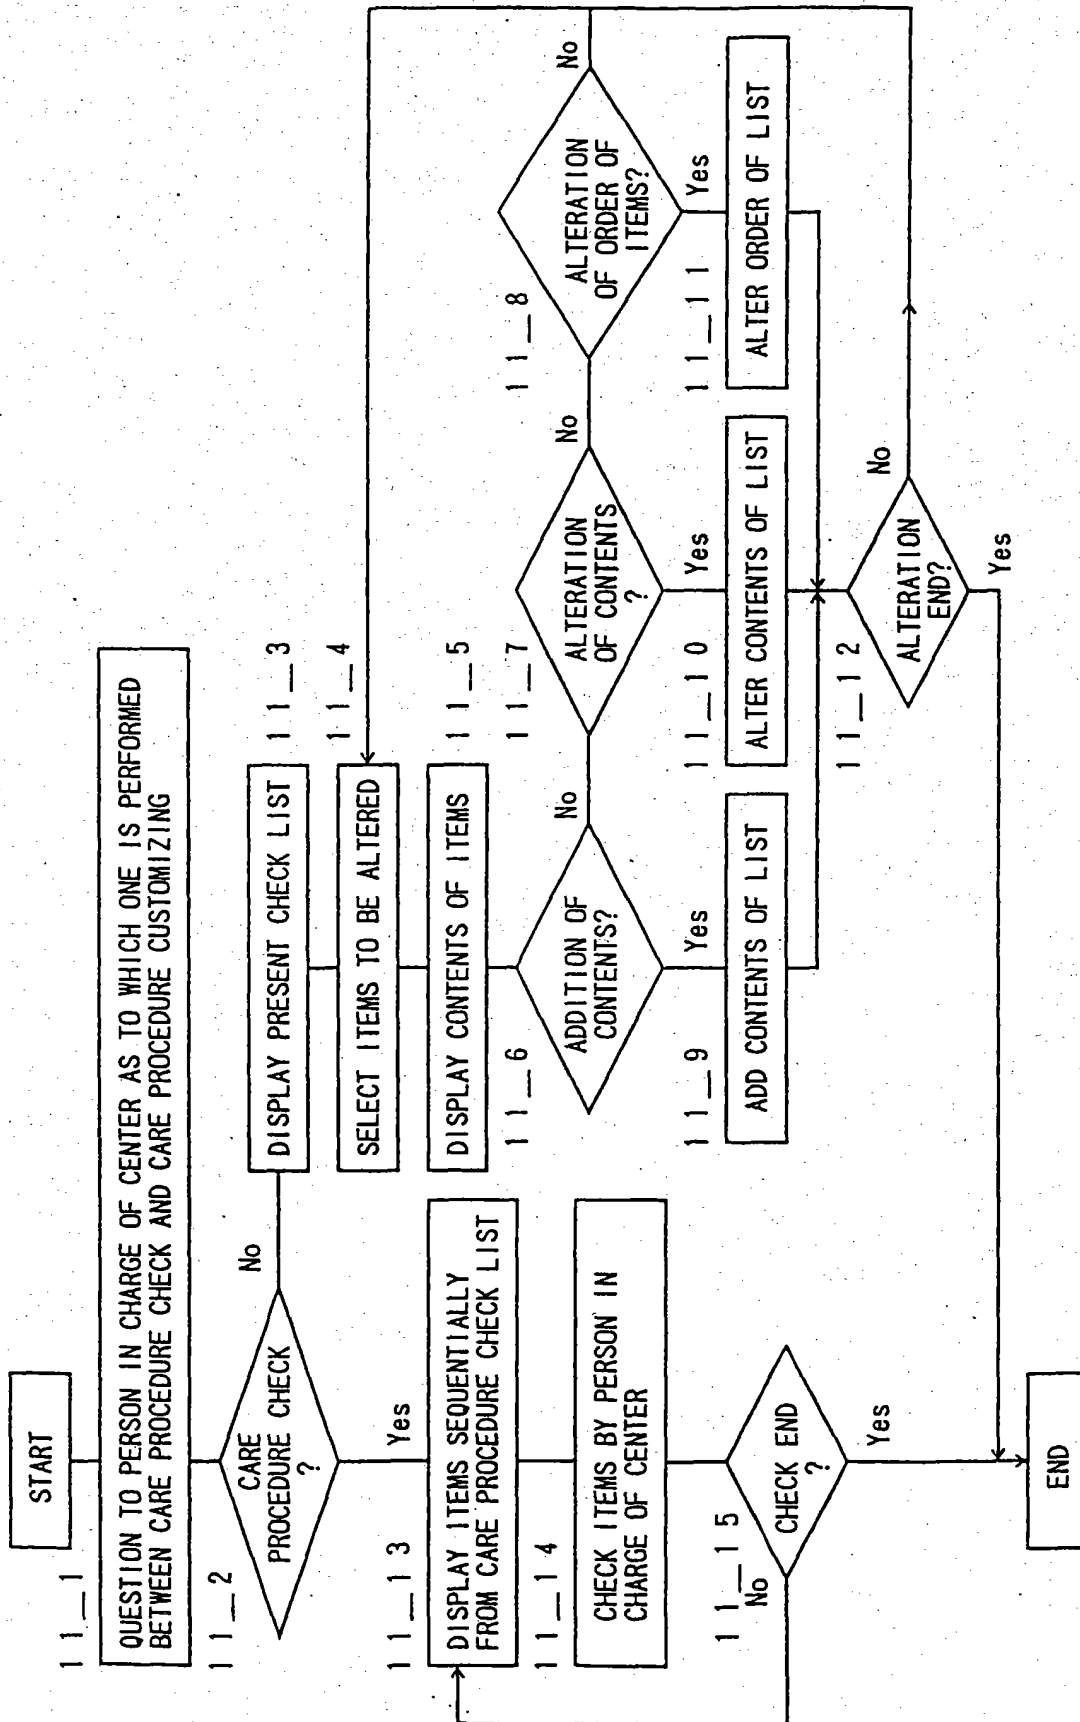 START
11_1
QUESTION TO PERSON IN CHARGE OF CENTER AS TO WHICH ONE IS PERFORMED
BETWEEN CARE PROCEDURE CHECK AND CARE PROCEDURE CUSTOMIZING
11_2
CARE
PROCEDURE CHECK
?
No
Yes
11_3
DISPLAY PRESENT CHECK LIST
11_4
SELECT ITEMS TO BE ALTERED
11_5
DISPLAY CONTENTS OF ITEMS
11_6
ADDITION OF
CONTENTS?
No
Yes
11_7
ALTERATION
OF CONTENTS
?
No
Yes
11_8
ALTERATION
OF ORDER OF
ITEMS?
No
Yes
11_9
ADD CONTENTS OF LIST
11_10
ALTER CONTENTS OF LIST
11_11
ALTER ORDER OF LIST
11_12
ALTERATION
END?
No
Yes
11_13
DISPLAY ITEMS SEQUENTIALLY
FROM CARE PROCEDURE CHECK LIST
11_14
CHECK ITEMS BY PERSON IN
CHARGE OF CENTER
11_15
No
CHECK END
?
Yes
END